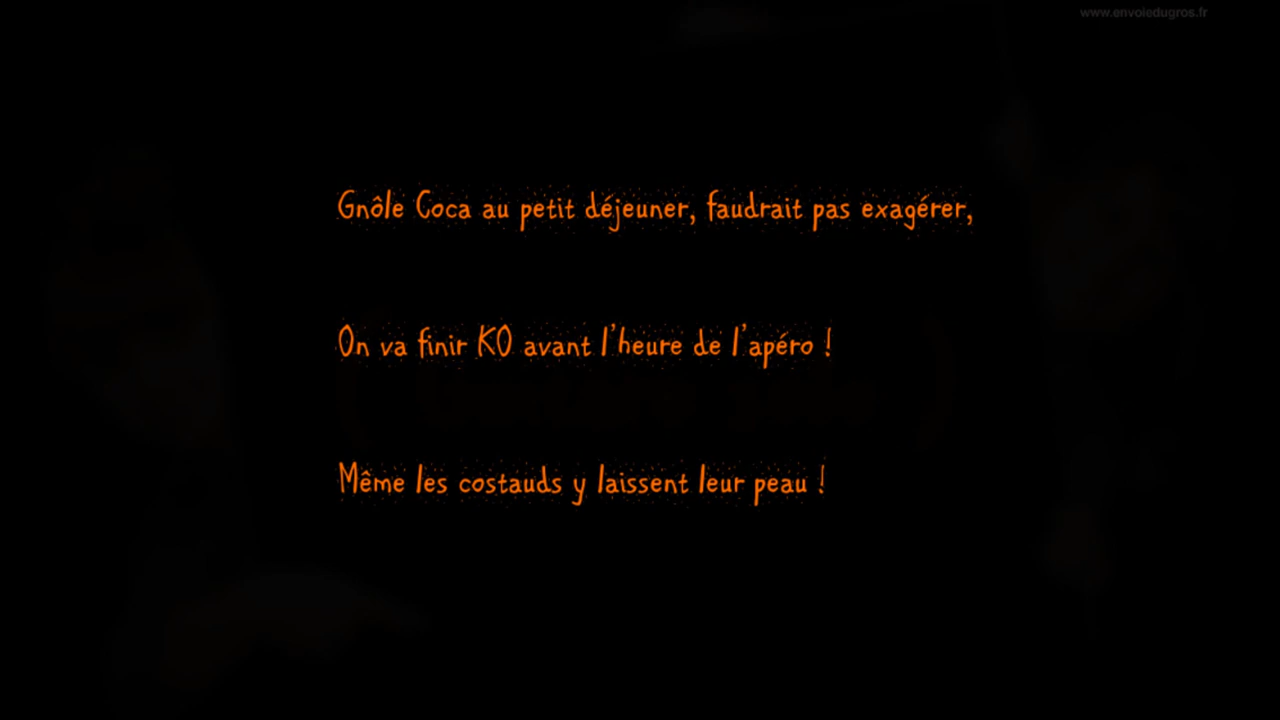 www.envoiedugros.fr
Gnôle Coca au petit déjeuner, faudrait pas exagérer,
On va finir KO avant l'heure de l'apéro !
Même les costauds y laissent leur peau !